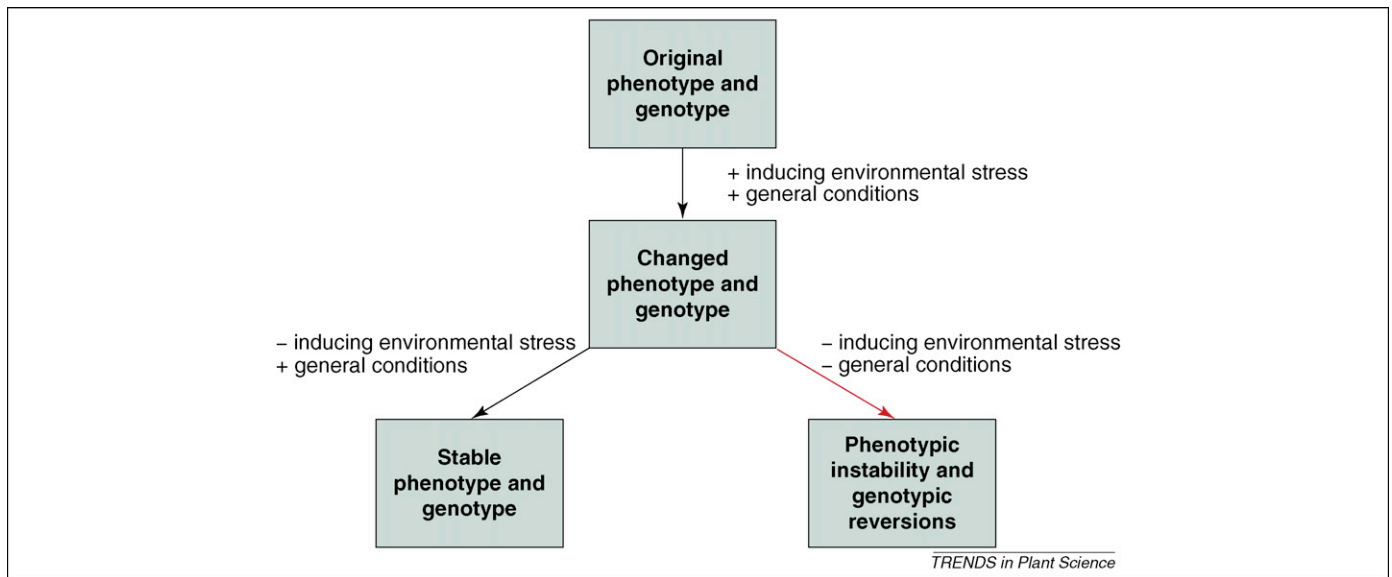 Original
phenotype and
genotype
+ inducing environmental stress
+ general conditions
Changed
phenotype and
genotype
− inducing environmental stress
+ general conditions
− inducing environmental stress
− general conditions
Stable
phenotype and
genotype
Phenotypic
instability and
genotypic
reversions
TRENDS in Plant Science